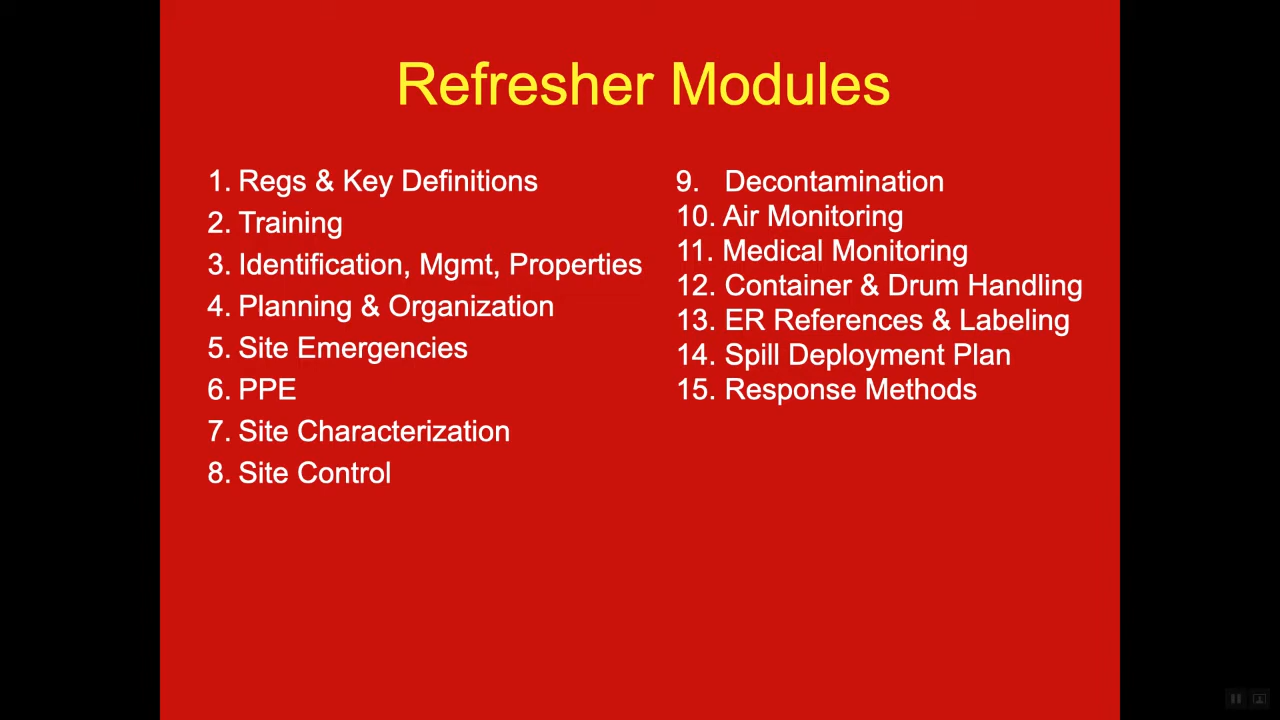 Refresher Modules
1. Regs & Key Definitions
2. Training
3. Identification, Mgmt, Properties
4. Planning & Organization
5. Site Emergencies
6. PPE
7. Site Characterization
8. Site Control
9. Decontamination
10. Air Monitoring
11. Medical Monitoring
12. Container & Drum Handling
13. ER References & Labeling
14. Spill Deployment Plan
15. Response Methods